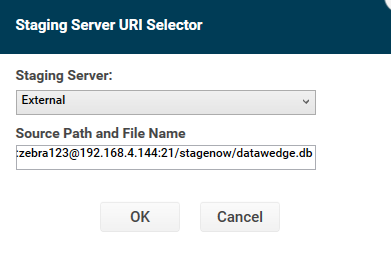 Staging Server URI Selector
Staging Server:
External
Source Path and File Name
:zebra123@192.168.4.144:21/stagenow/datawedge.db
OK
Cancel